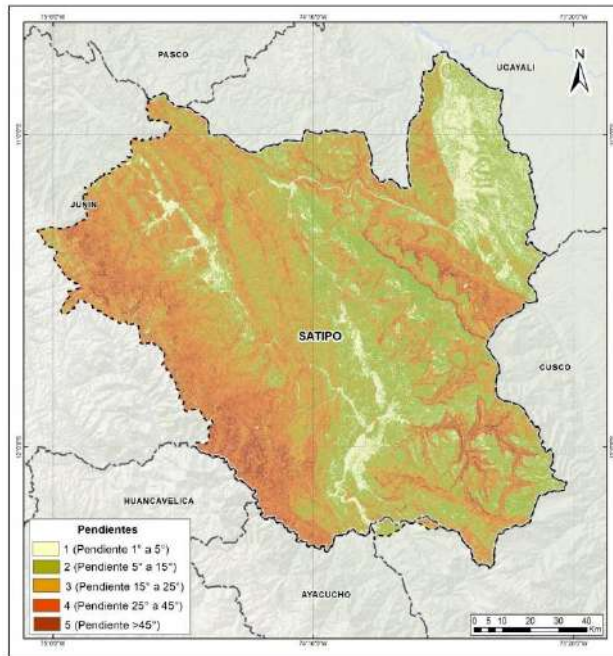 PASCO
UCAYALI
N
JUNIN
SATIPO
CUSCO
HUANCAVELICA
AYACUCHO
Pendientes
1 (Pendiente 1° a 5°)
2 (Pendiente 5° a 15°)
3 (Pendiente 15° a 25°)
4 (Pendiente 25° a 45°)
5 (Pendiente >45°)
0 5 10 20 30 40
Km